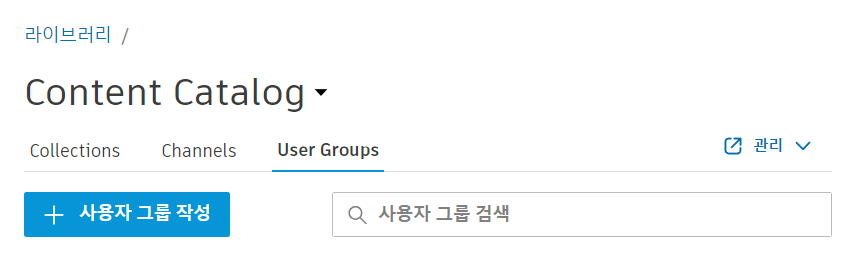 라이브러리 /
Content Catalog
Collections Channels User Groups 관리
사용자 그룹 작성 사용자 그룹 검색